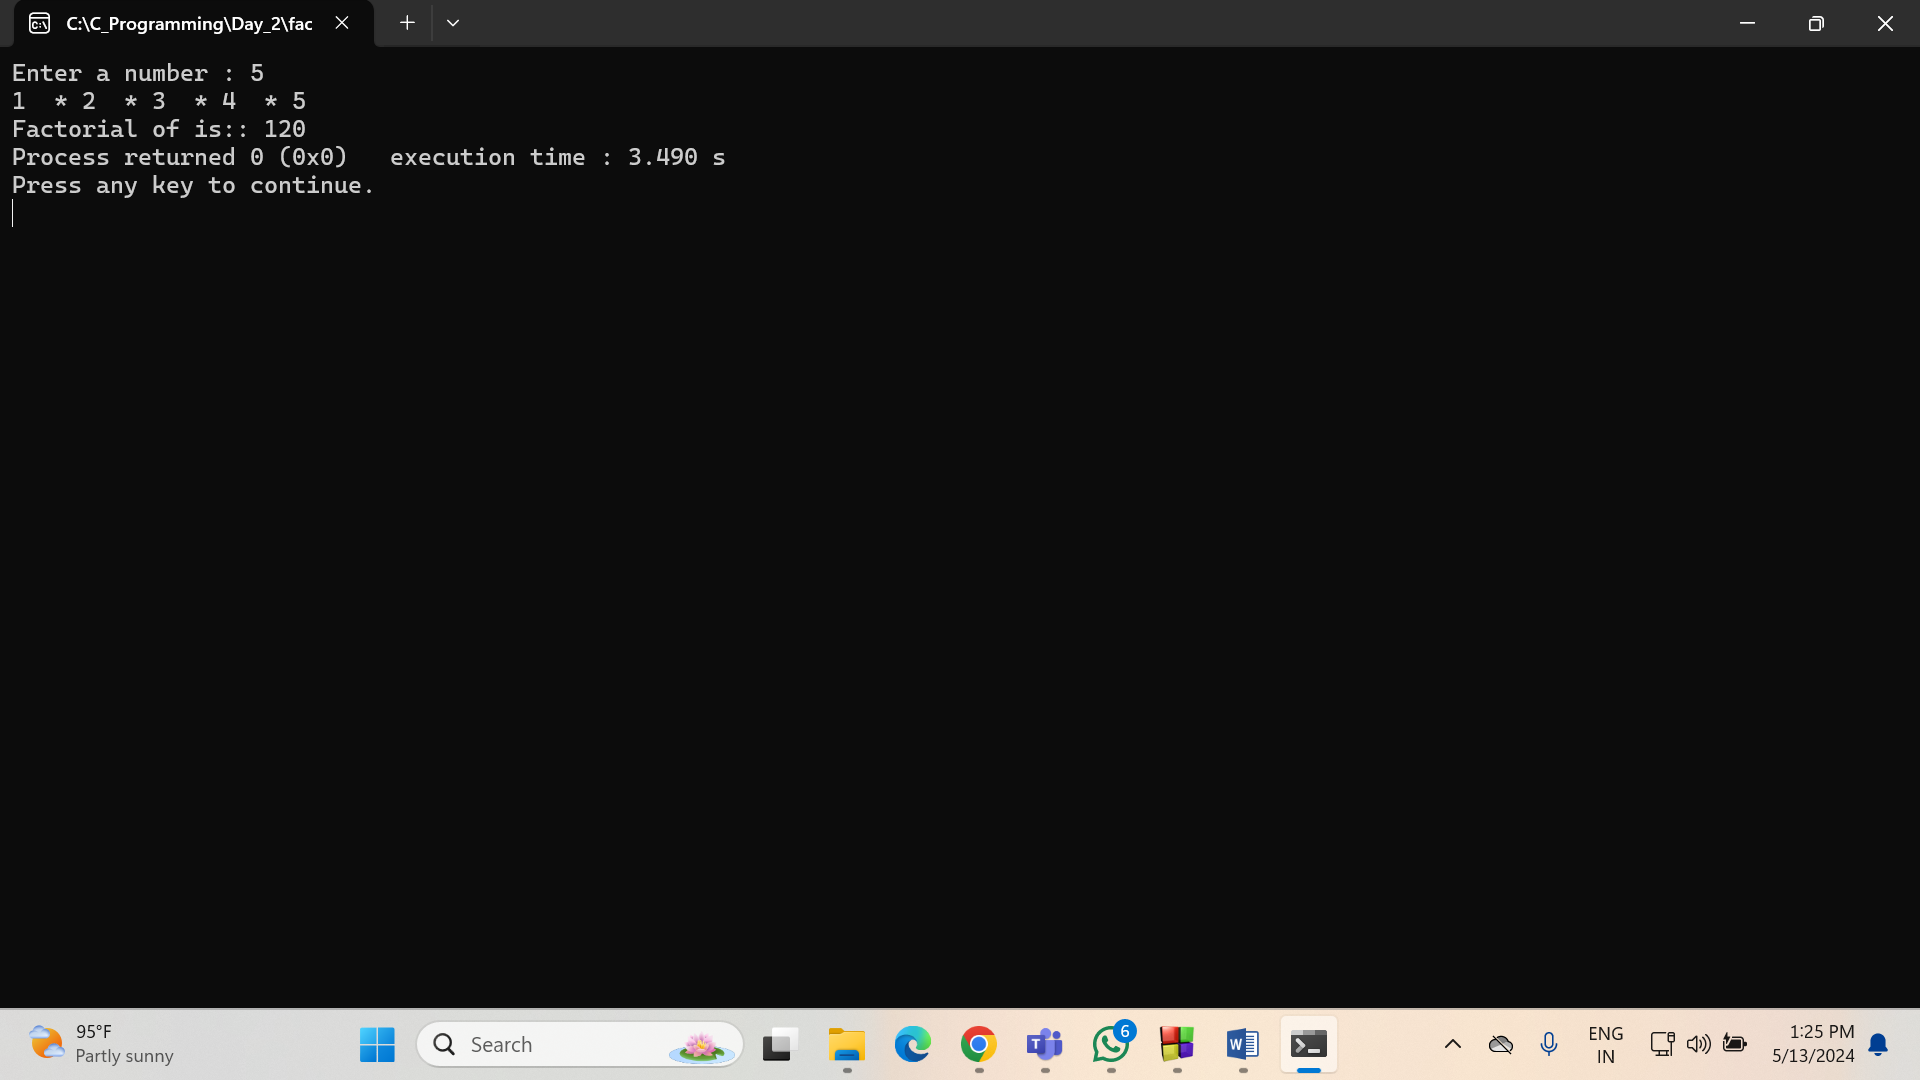 C:\C_Programming\Day_2\fac
Enter a number : 5
1  * 2  * 3  * 4  * 5
Factorial of is:: 120
Process returned 0 (0x0)   execution time : 3.490 s
Press any key to continue.
95°F
Partly sunny
Search
6
ENG
IN
1:25 PM
5/13/2024